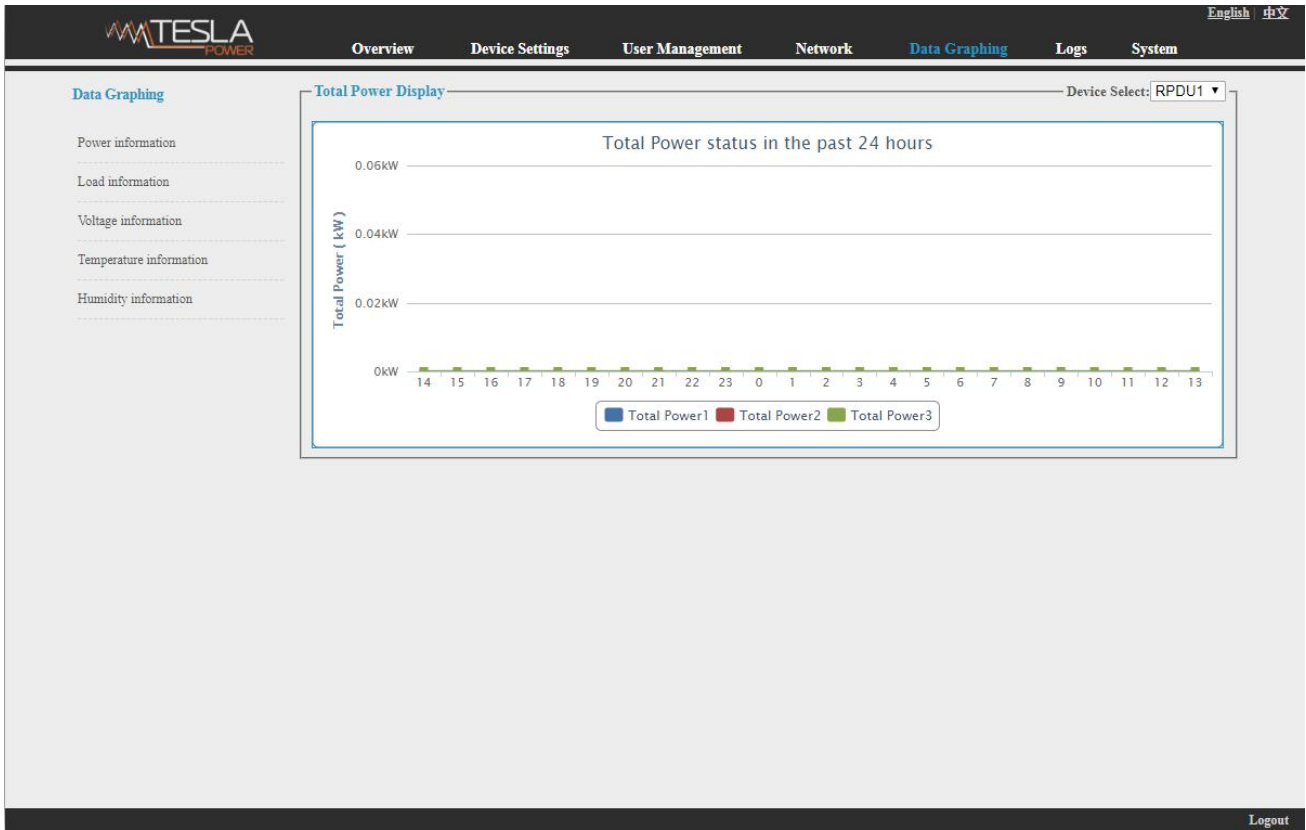 English | 中文
TESLA
POWER
Overview Device Settings User Management Network Data Graphing Logs System
Data Graphing
Power information
Load information
Voltage information
Temperature information
Humidity information
Total Power Display
Device Select: RPDU1
Total Power status in the past 24 hours
Total Power ( kW )
0.06kW
0.04kW
0.02kW
0kW
14 15 16 17 18 19 20 21 22 23 0 1 2 3 4 5 6 7 8 9 10 11 12 13
Total Power1 Total Power2 Total Power3
Logout